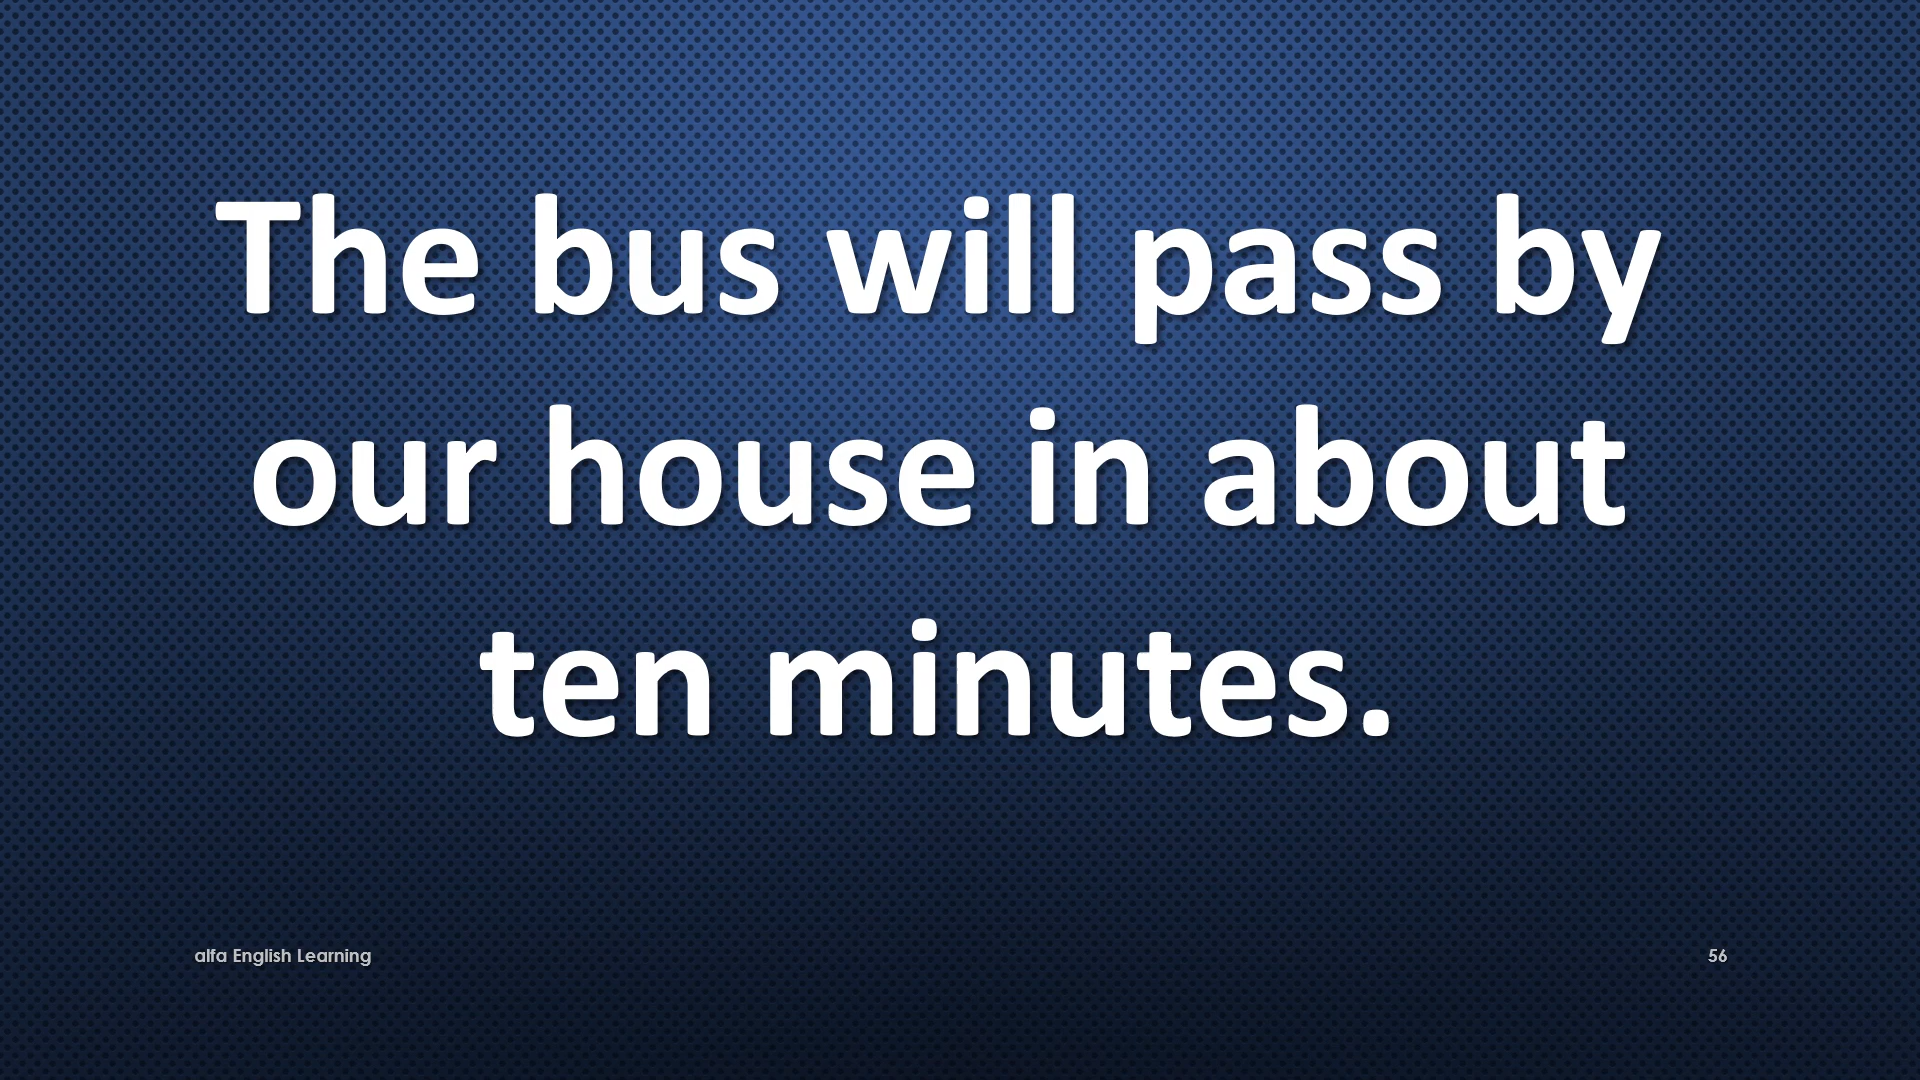 The bus will pass by
our house in about
ten minutes.
alfa English Learning
56